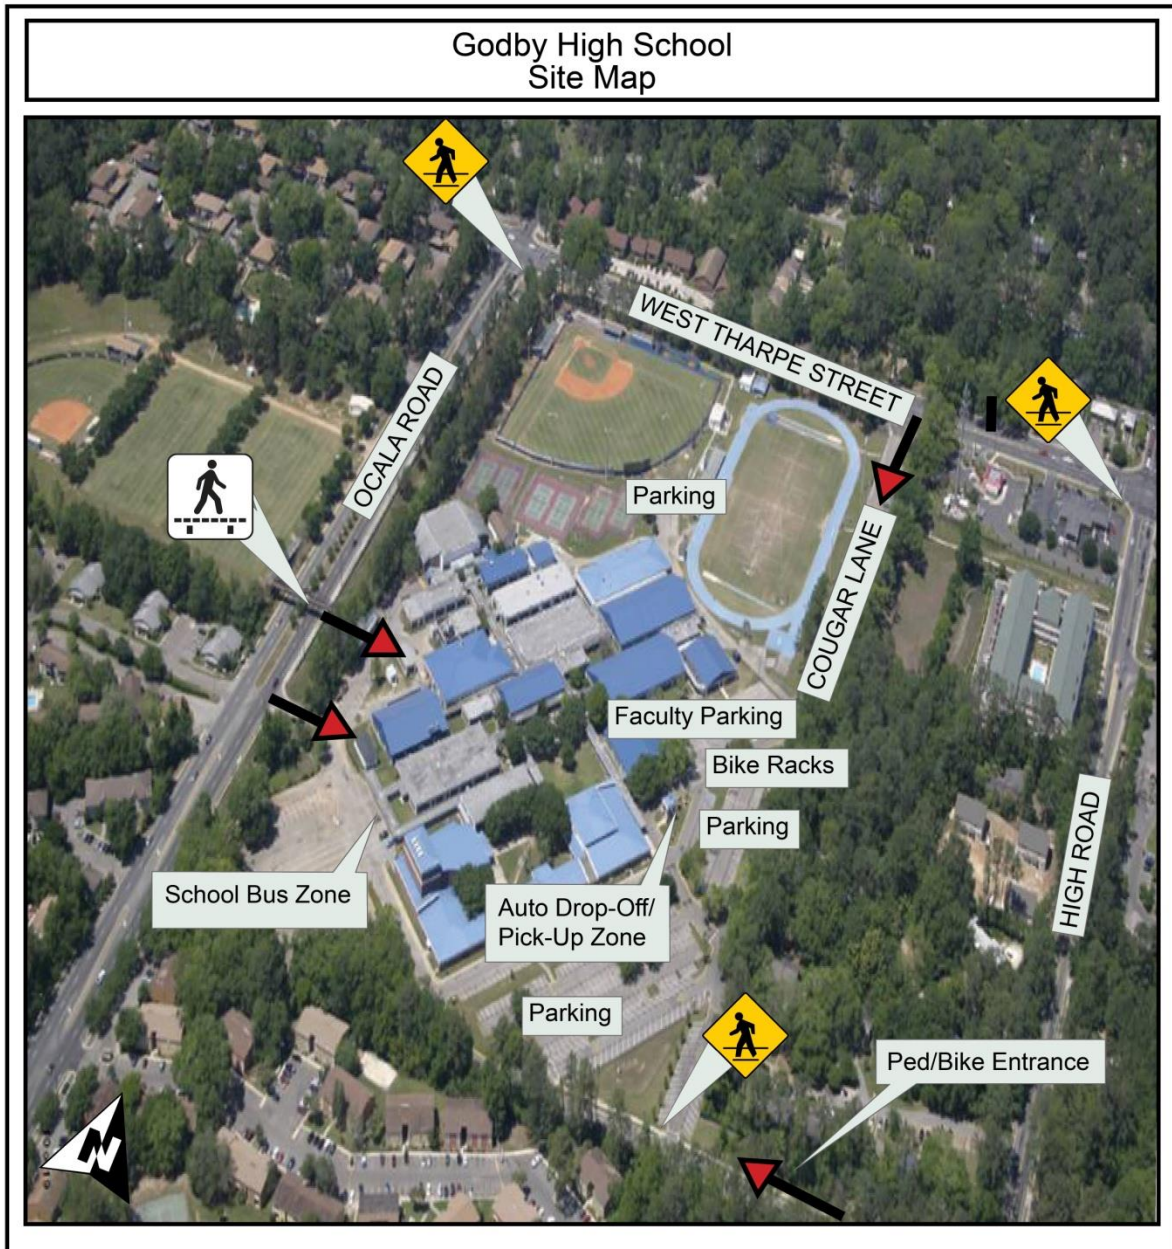 Godby High School
Site Map
WEST THARPE STREET
OCALA ROAD
Parking
COUGAR LANE
Faculty Parking
Bike Racks
Parking
HIGH ROAD
School Bus Zone
Auto Drop-Off/
Pick-Up Zone
Parking
Ped/Bike Entrance
N